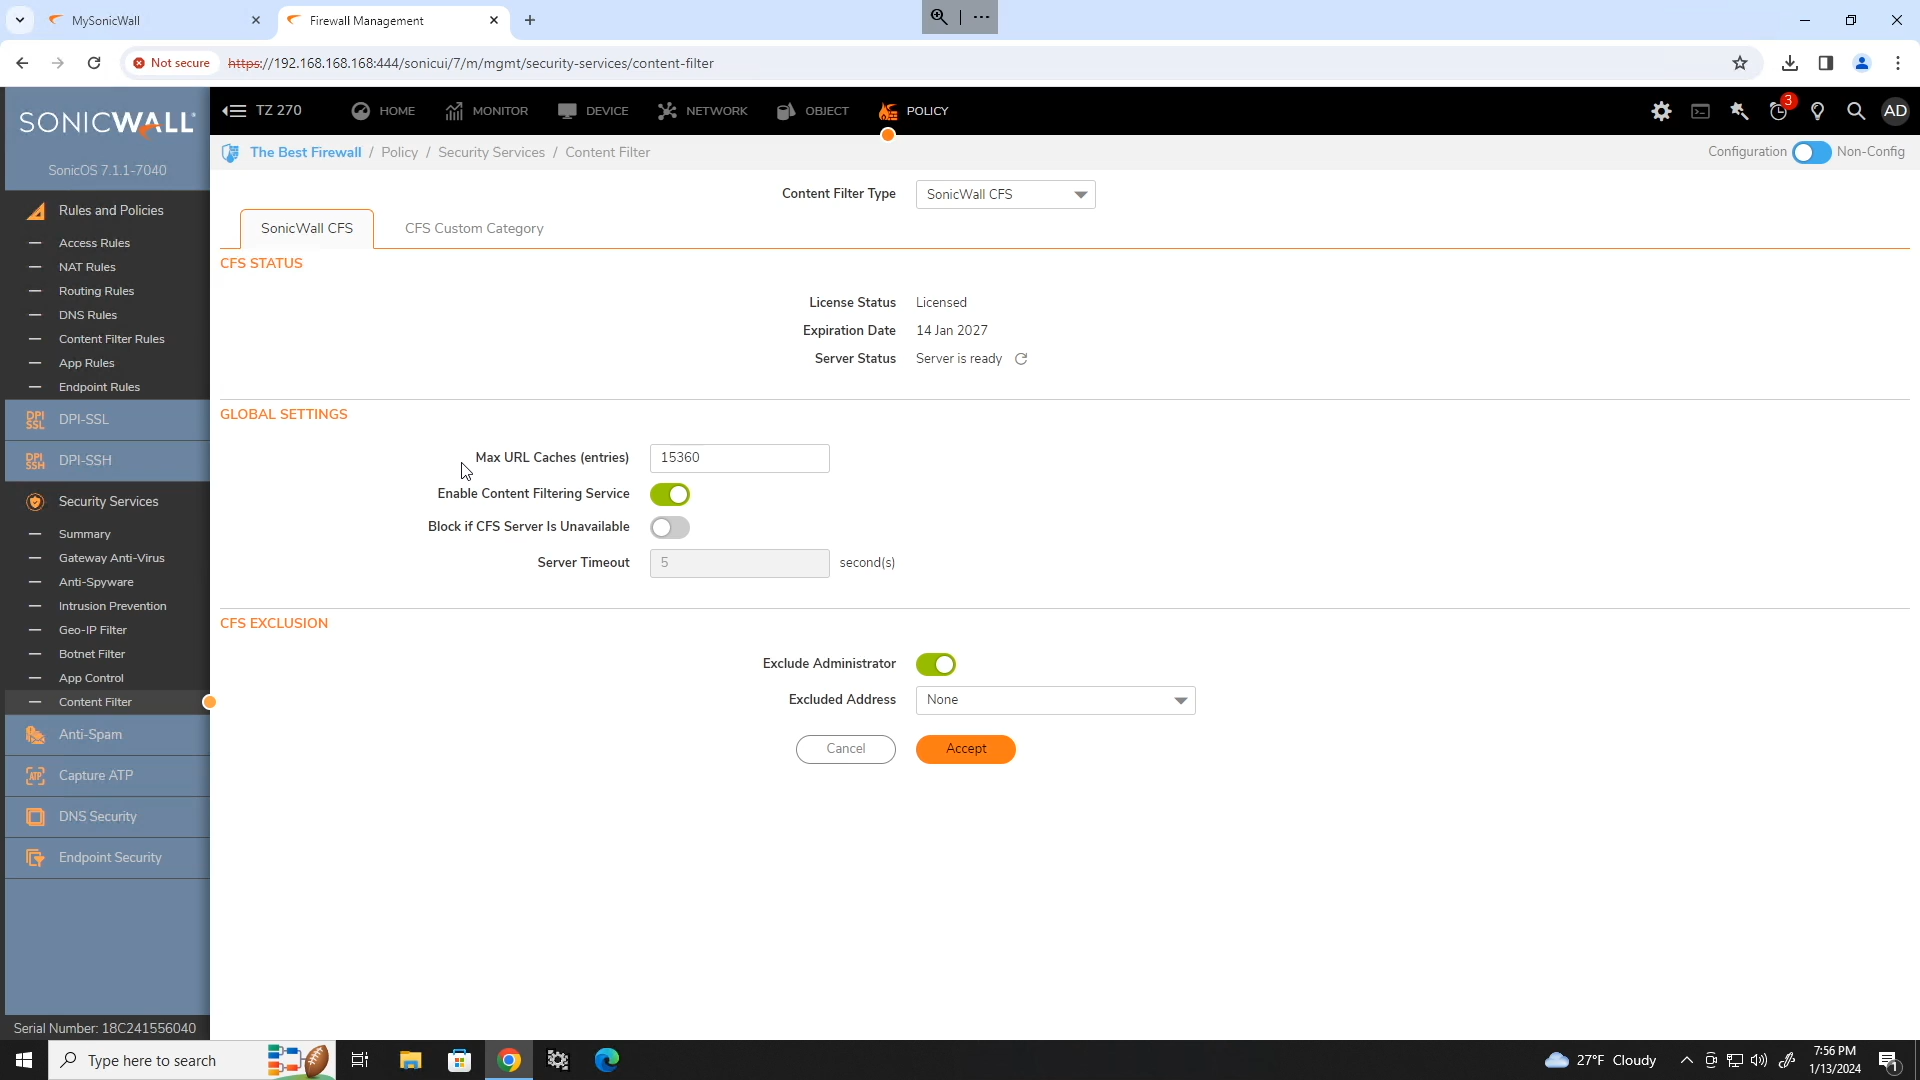 MySonicWall
Firewall Management
Not secure
https://192.168.168.168:444/sonicui/7/m/mgmt/security-services/content-filter
SONICWALL
TZ 270
HOME
MONITOR
DEVICE
NETWORK
OBJECT
POLICY
3
AD
SonicOS 7.1.1-7040
The Best Firewall / Policy / Security Services / Content Filter
Configuration
Non-Config
Rules and Policies
Access Rules
NAT Rules
Routing Rules
DNS Rules
Content Filter Rules
App Rules
Endpoint Rules
DPI SSL
DPI-SSL
DPI SSH
DPI-SSH
Security Services
Summary
Gateway Anti-Virus
Anti-Spyware
Intrusion Prevention
Geo-IP Filter
Botnet Filter
App Control
Content Filter
Anti-Spam
ATP
Capture ATP
DNS Security
Endpoint Security
Serial Number: 18C241556040
Content Filter Type
SonicWall CFS
SonicWall CFS
CFS Custom Category
CFS STATUS
License Status Licensed
Expiration Date 14 Jan 2027
Server Status Server is ready
GLOBAL SETTINGS
Max URL Caches (entries) 15360
Enable Content Filtering Service
Block if CFS Server Is Unavailable
Server Timeout 5 second(s)
CFS EXCLUSION
Exclude Administrator
Excluded Address None
Cancel
Accept
Type here to search
27°F Cloudy
7:56 PM
1/13/2024
1